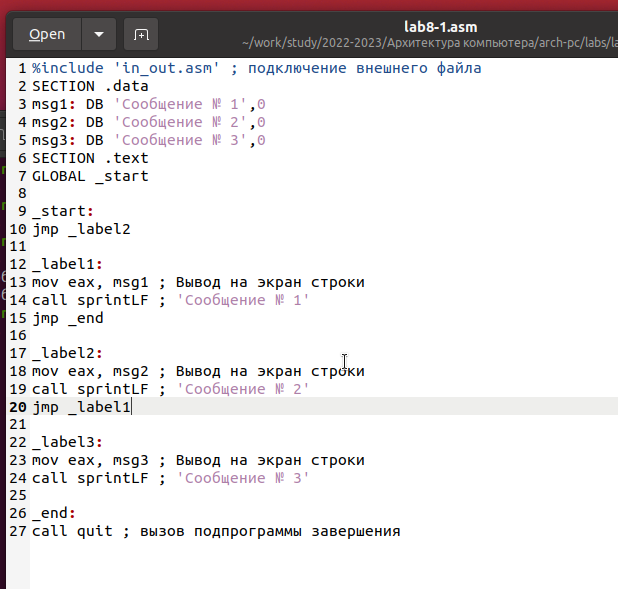 Open
lab8-1.asm
~/work/study/2022-2023/Архитектура компьютера/arch-pc/labs/
1 %include 'in_out.asm' ; подключение внешнего файла
2 SECTION .data
3 msg1: DB 'Сообщение № 1',0
4 msg2: DB 'Сообщение № 2',0
5 msg3: DB 'Сообщение № 3',0
6 SECTION .text
7 GLOBAL _start
8
9 _start:
10 jmp _label2
11
12 _label1:
13 mov eax, msg1 ; Вывод на экран строки
14 call sprintLF ; 'Сообщение № 1'
15 jmp _end
16
17 _label2:
18 mov eax, msg2 ; Вывод на экран строки
19 call sprintLF ; 'Сообщение № 2'
20 jmp _label1
21
22 _label3:
23 mov eax, msg3 ; Вывод на экран строки
24 call sprintLF ; 'Сообщение № 3'
25
26 _end:
27 call quit ; вызов подпрограммы завершения